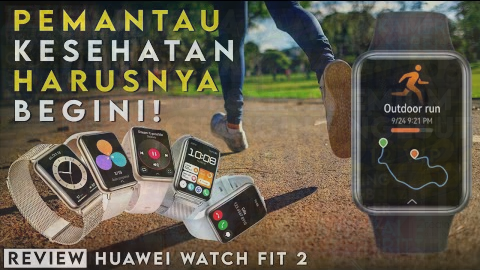 PEMANTAU
KESEHATAN
HARUSNYA
BEGINI!
Outdoor run
9/24 9:21 PM
10:08
REVIEW HUAWEI WATCH FIT 2